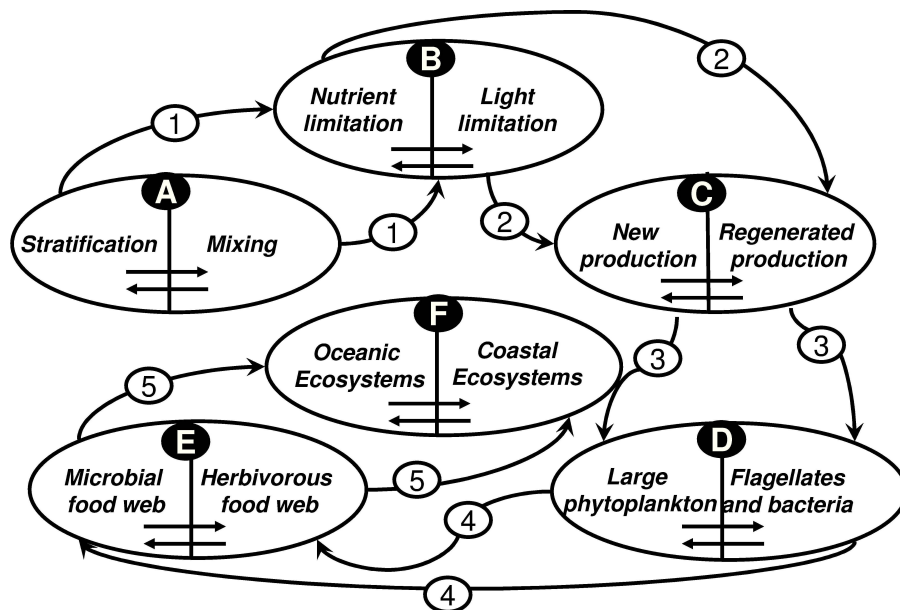 B
2
Nutrient
limitation
Light
limitation
1
A
Stratification
Mixing
1
2
C
New
production
Regenerated
production
F
Oceanic
Ecosystems
Coastal
Ecosystems
3
3
5
E
Microbial
food web
Herbivorous
food web
5
D
Large
phytoplankton
Flagellates
and bacteria
4
4